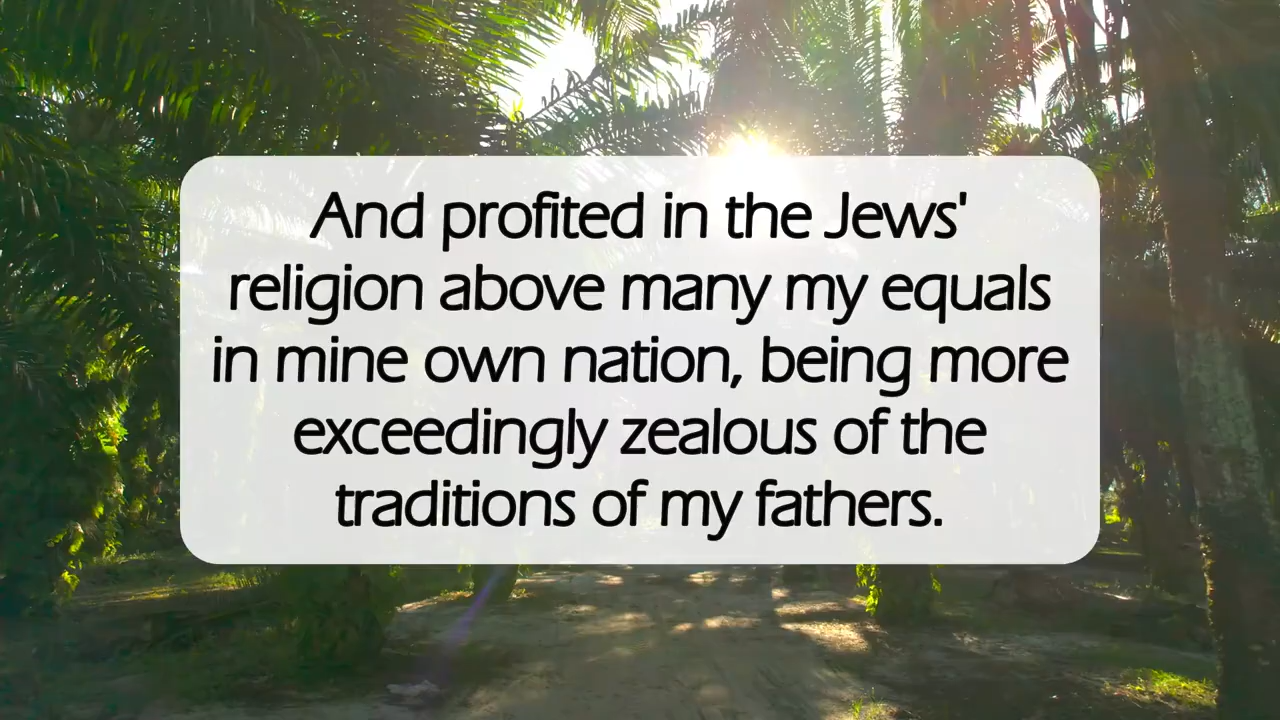 And profited in the Jews'
religion above many my equals
in mine own nation, being more
exceedingly zealous of the
traditions of my fathers.